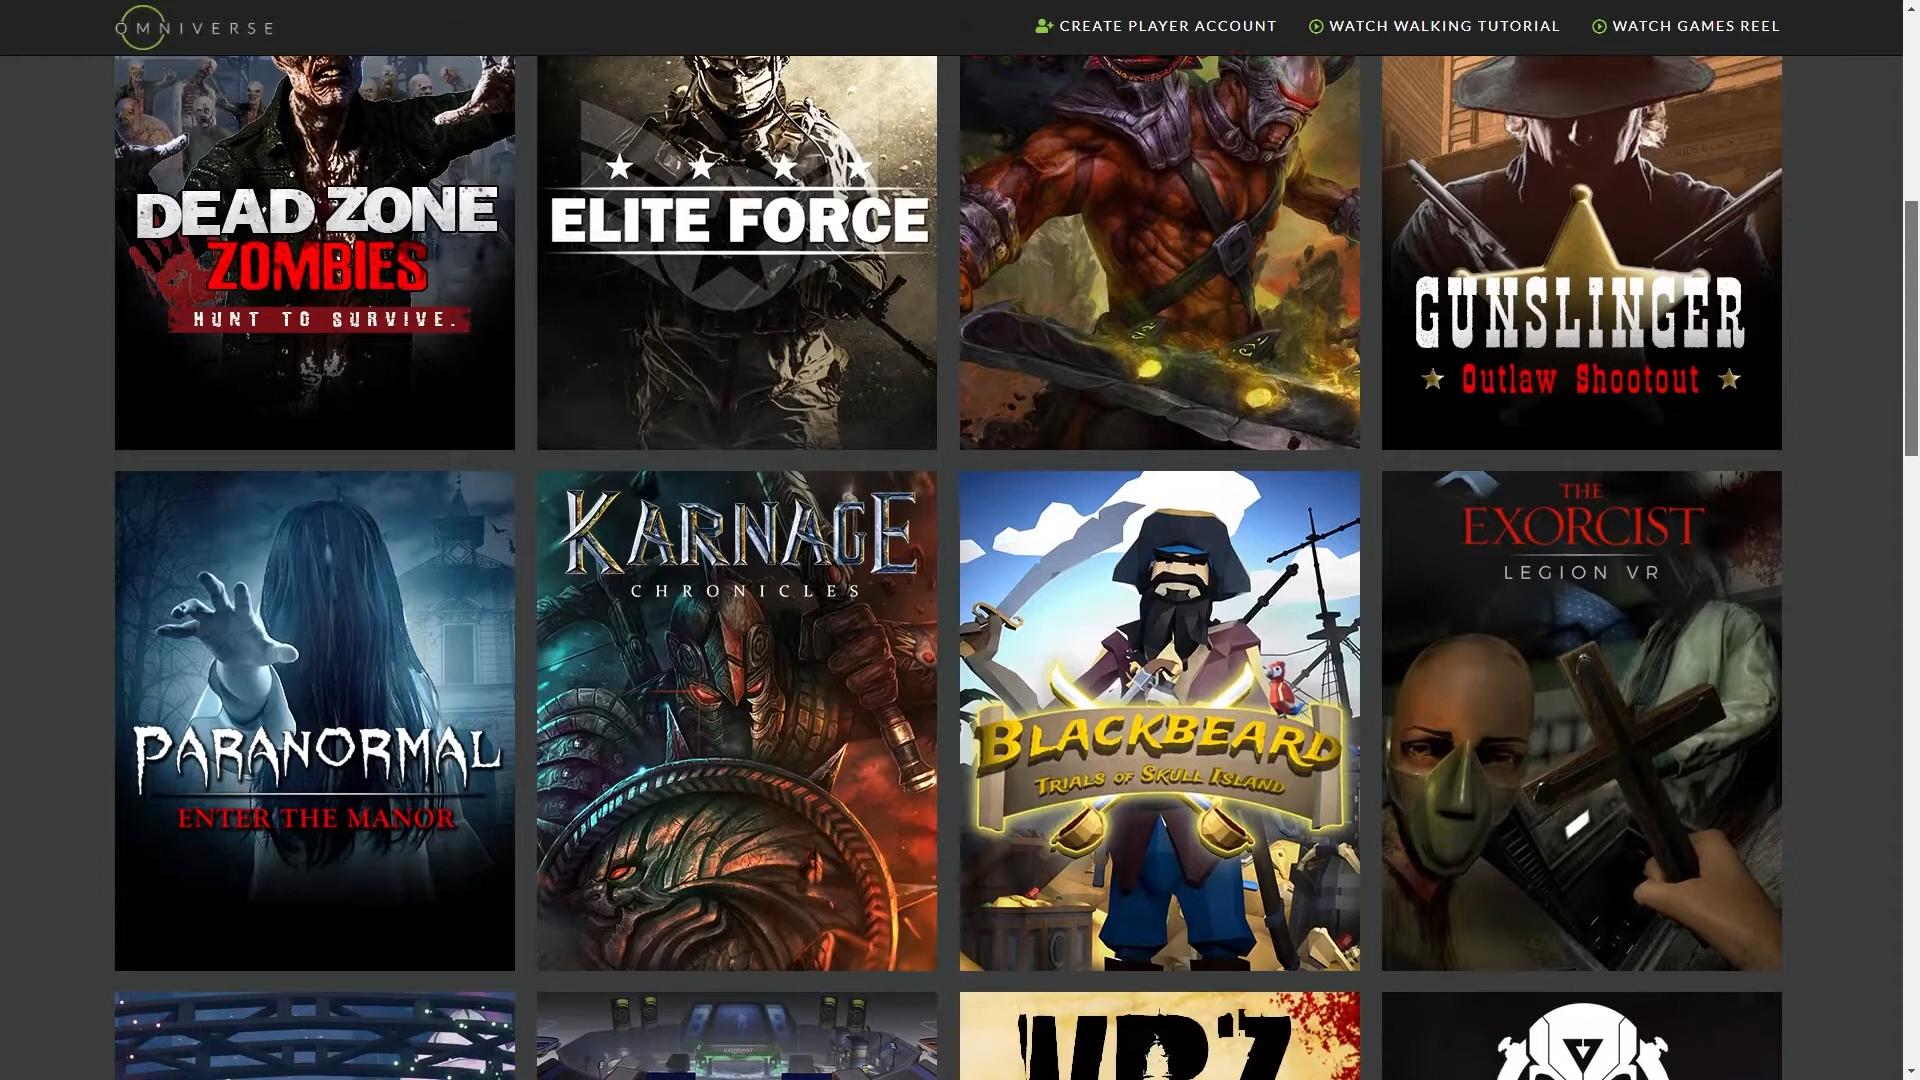 OMNIVERSE
CREATE PLAYER ACCOUNT
WATCH WALKING TUTORIAL
WATCH GAMES REEL
DEAD ZONE
ZOMBIES
HUNT TO SURVIVE.
ELITE FORCE
GUNSLINGER
Outlaw Shootout
PARANORMAL
ENTER THE MANOR
KARNAGE
CHRONICLES
BLACKBEARD
TRIALS OF SKULL ISLAND
THE
EXORCIST
LEGION VR